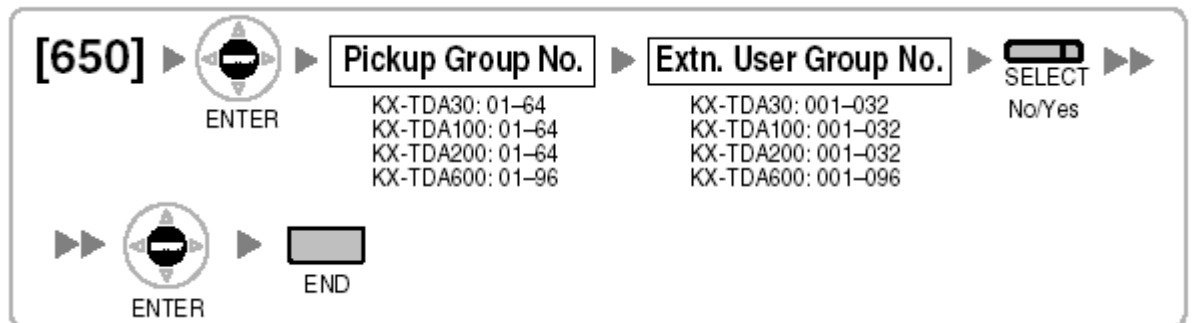 [650] Pickup Group No. Extn. User Group No. SELECT
ENTER KX-TDA30: 01–64 KX-TDA30: 001–032 No/Yes
KX-TDA100: 01–64 KX-TDA100: 001–032
KX-TDA200: 01–64 KX-TDA200: 001–032
KX-TDA600: 01–96 KX-TDA600: 001–096
ENTER END